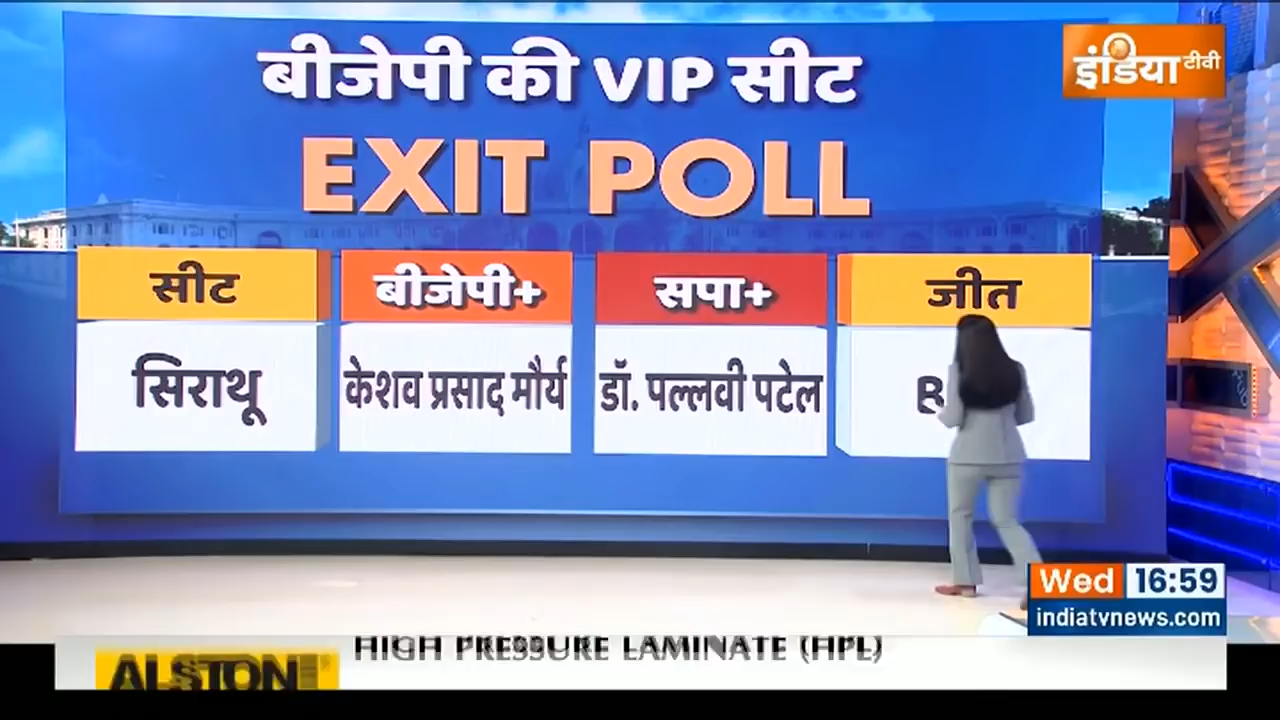 बीजेपी की VIP सीट
इंडिया टीवी
EXIT POLL
सीट
बीजेपी+
सपा+
जीत
सिराथू
केशव प्रसाद मौर्य
डॉ. पल्लवी पटेल
Wed 16:59
indiatvnews.com
HIGH PRESSURE LAMINATE (HPL)
ALSTONE